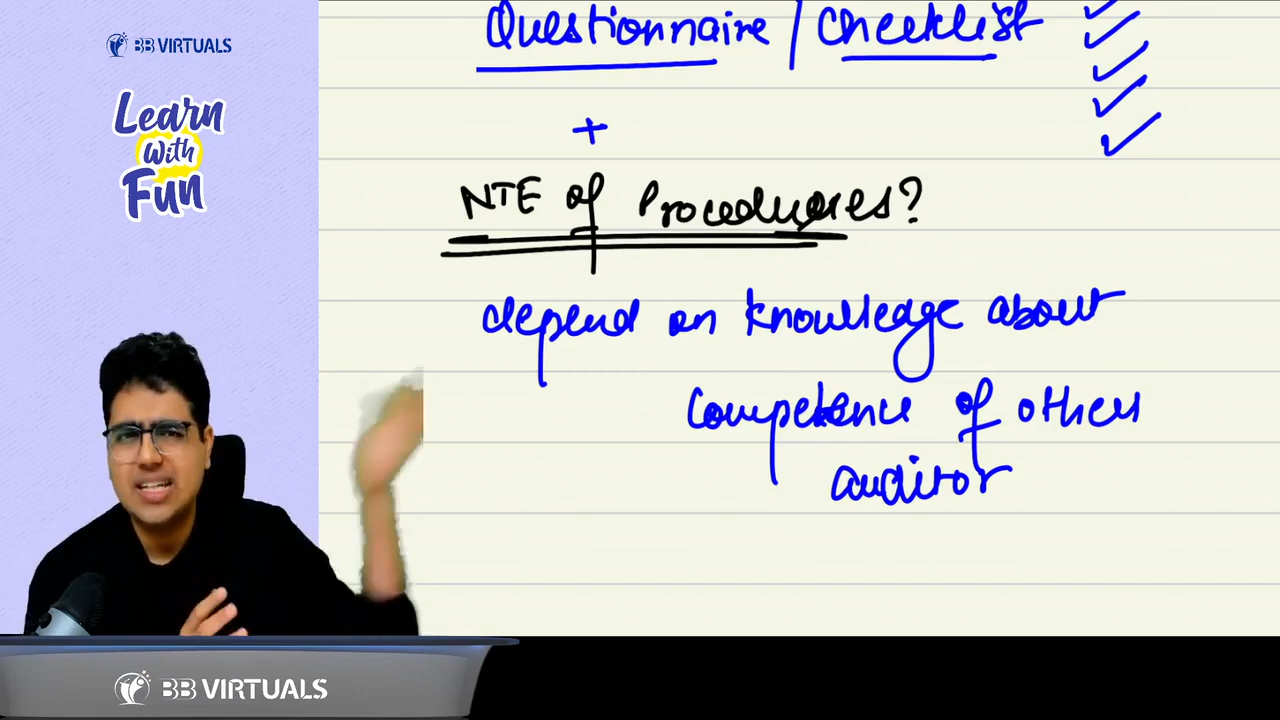 BB VIRTUALS
Learn
With
Fun
Questionnaire / Checklist
+
NTE of Procedures?
depend on knowledge about
competence of others
auditor
BB VIRTUALS